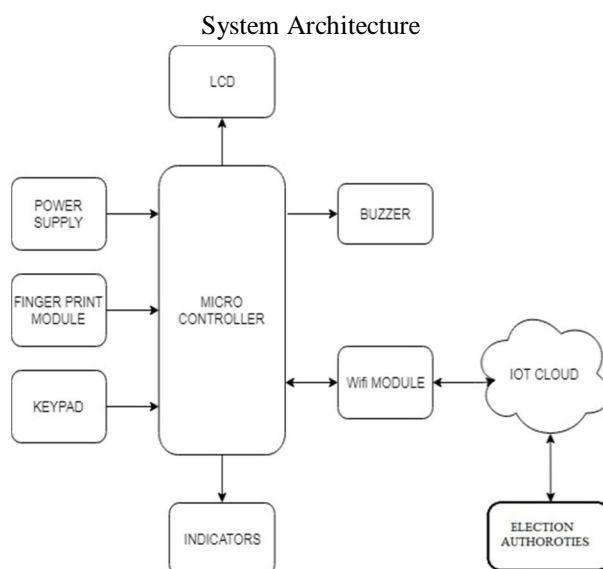 System Architecture
LCD
POWER
SUPPLY
BUZZER
FINGER PRINT
MODULE
MICRO
CONTROLLER
Wifi MODULE
IOT CLOUD
KEYPAD
INDICATORS
ELECTION
AUTHOROTIES